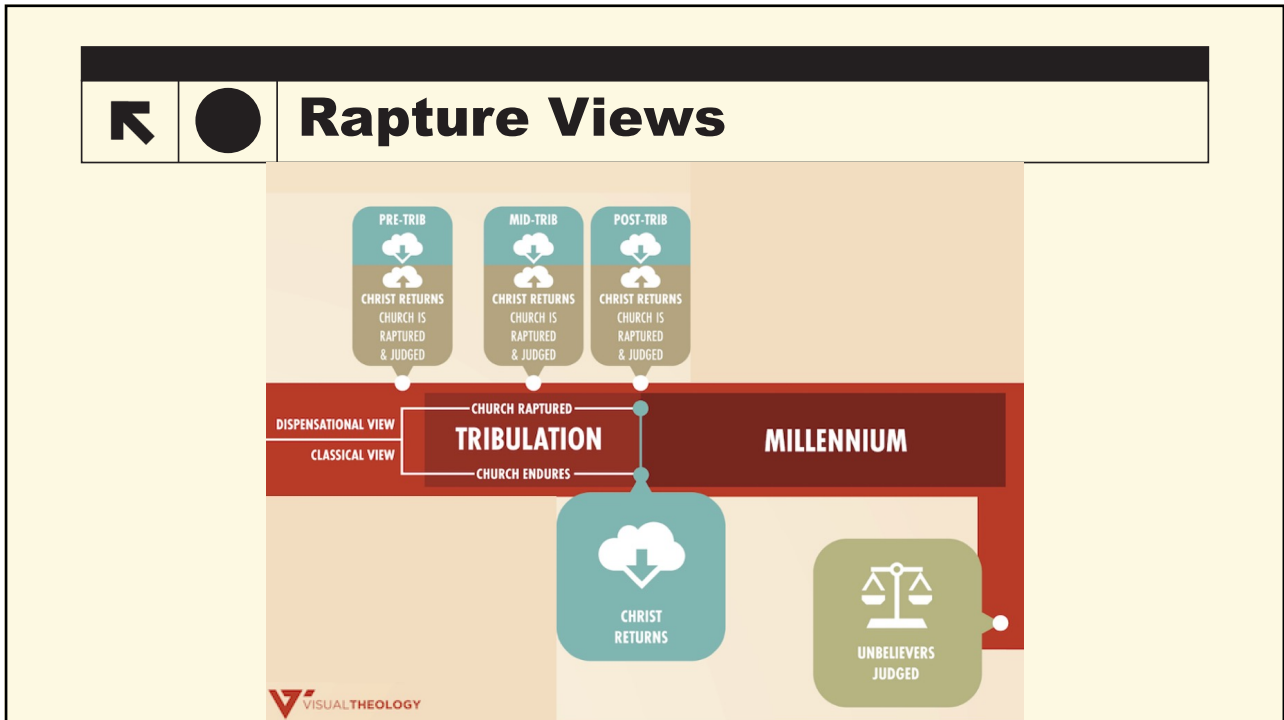 Rapture Views
PRE-TRIB
CHRIST RETURNS
CHURCH IS
RAPTURED
& JUDGED
MID-TRIB
CHRIST RETURNS
CHURCH IS
RAPTURED
& JUDGED
POST-TRIB
CHRIST RETURNS
CHURCH IS
RAPTURED
& JUDGED
DISPENSATIONAL VIEW
CLASSICAL VIEW
CHURCH RAPTURED
TRIBULATION
CHURCH ENDURES
MILLENNIUM
CHRIST
RETURNS
UNBELIEVERS
JUDGED
VISUALTHEOLOGY